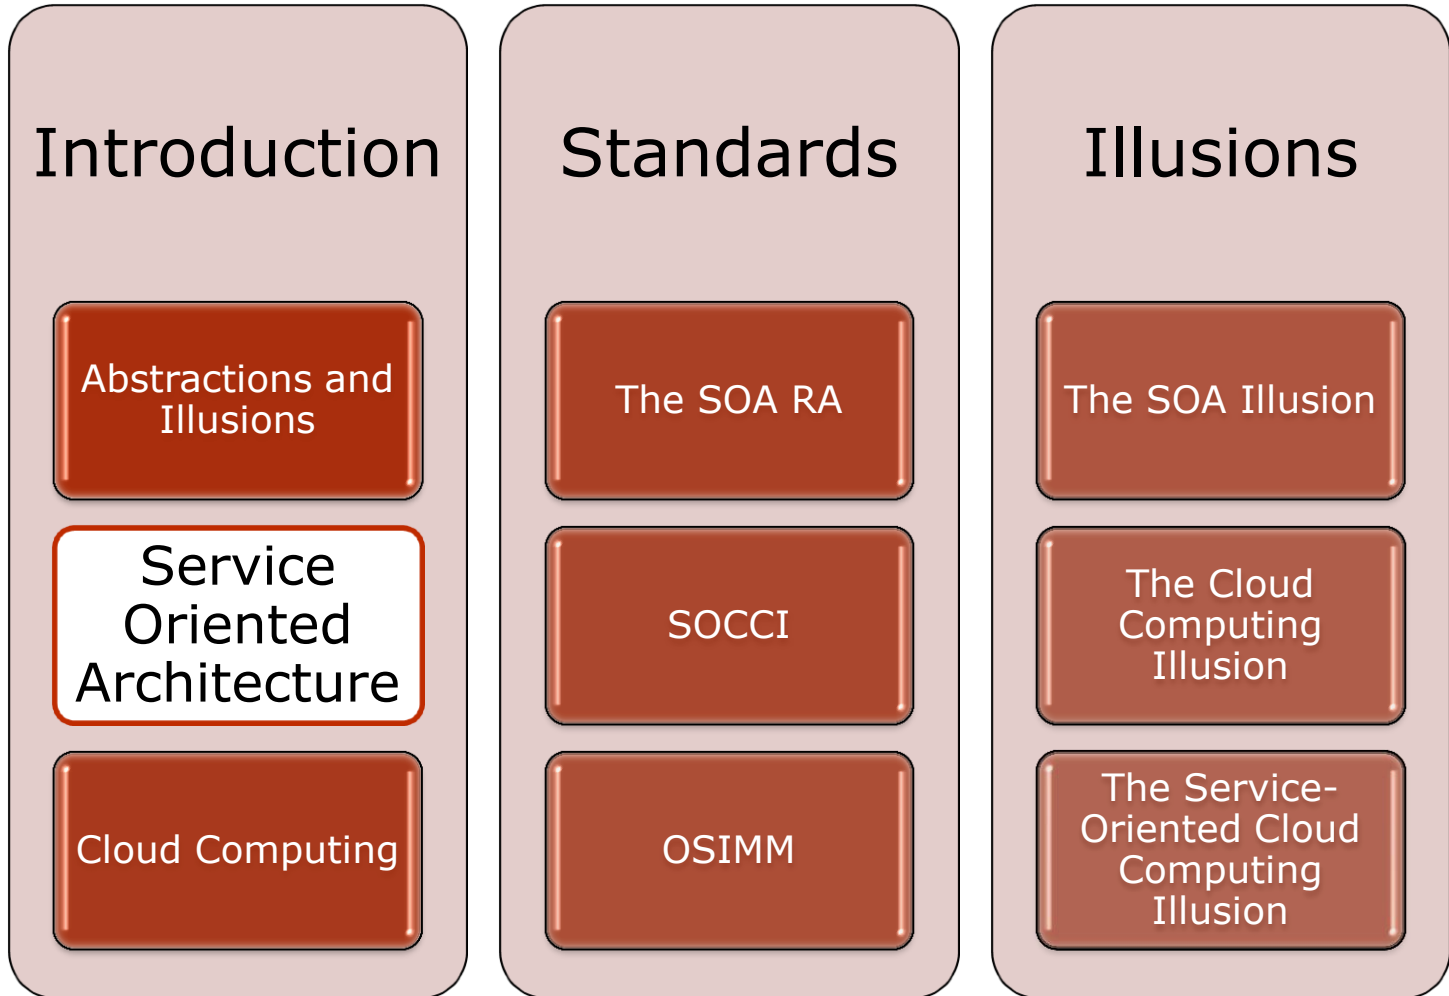 Introduction
Abstractions and
Illusions
Service
Oriented
Architecture
Cloud Computing
Standards
The SOA RA
SOCCI
OSIMM
Illusions
The SOA Illusion
The Cloud
Computing
Illusion
The Service-
Oriented Cloud
Computing
Illusion